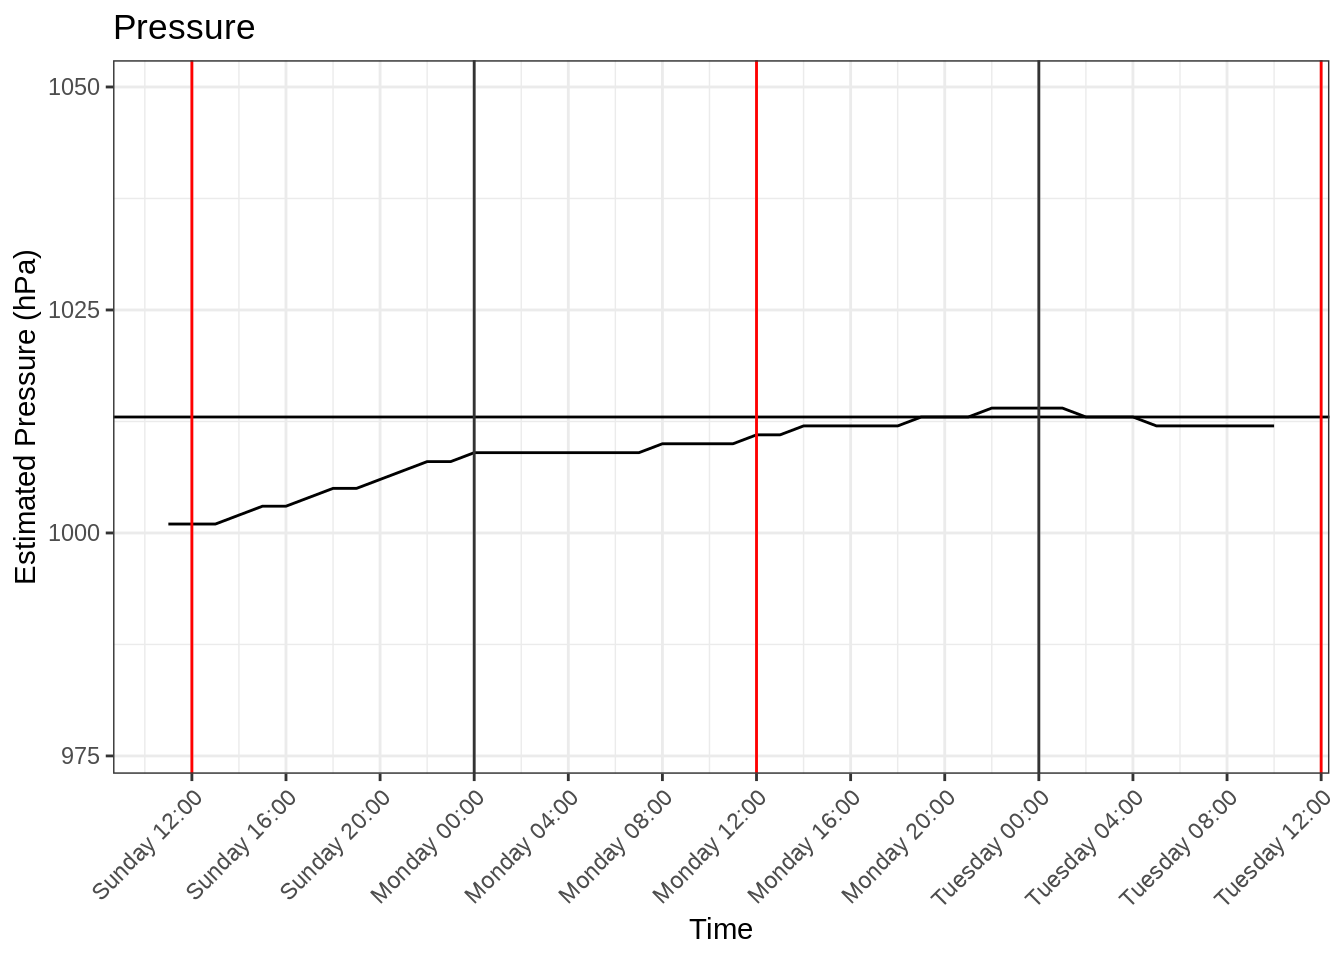 Pressure
Estimated Pressure (hPa)
1050
1025
1000
975
Sunday 12:00
Sunday 16:00
Sunday 20:00
Monday 00:00
Monday 04:00
Monday 08:00
Monday 12:00
Monday 16:00
Monday 20:00
Tuesday 00:00
Tuesday 04:00
Tuesday 08:00
Tuesday 12:00
Time